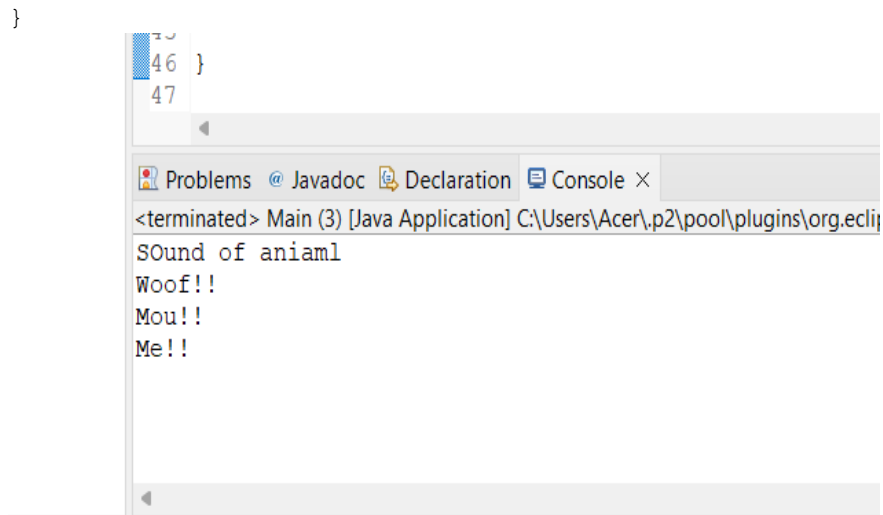 }
46 }
47
Problems @ Javadoc Declaration Console
<terminated> Main (3) [Java Application] C:\Users\Acer\.p2\pool\plugins\org.eclip
SOund of aniaml
Woof!!
Mou!!
Me!!